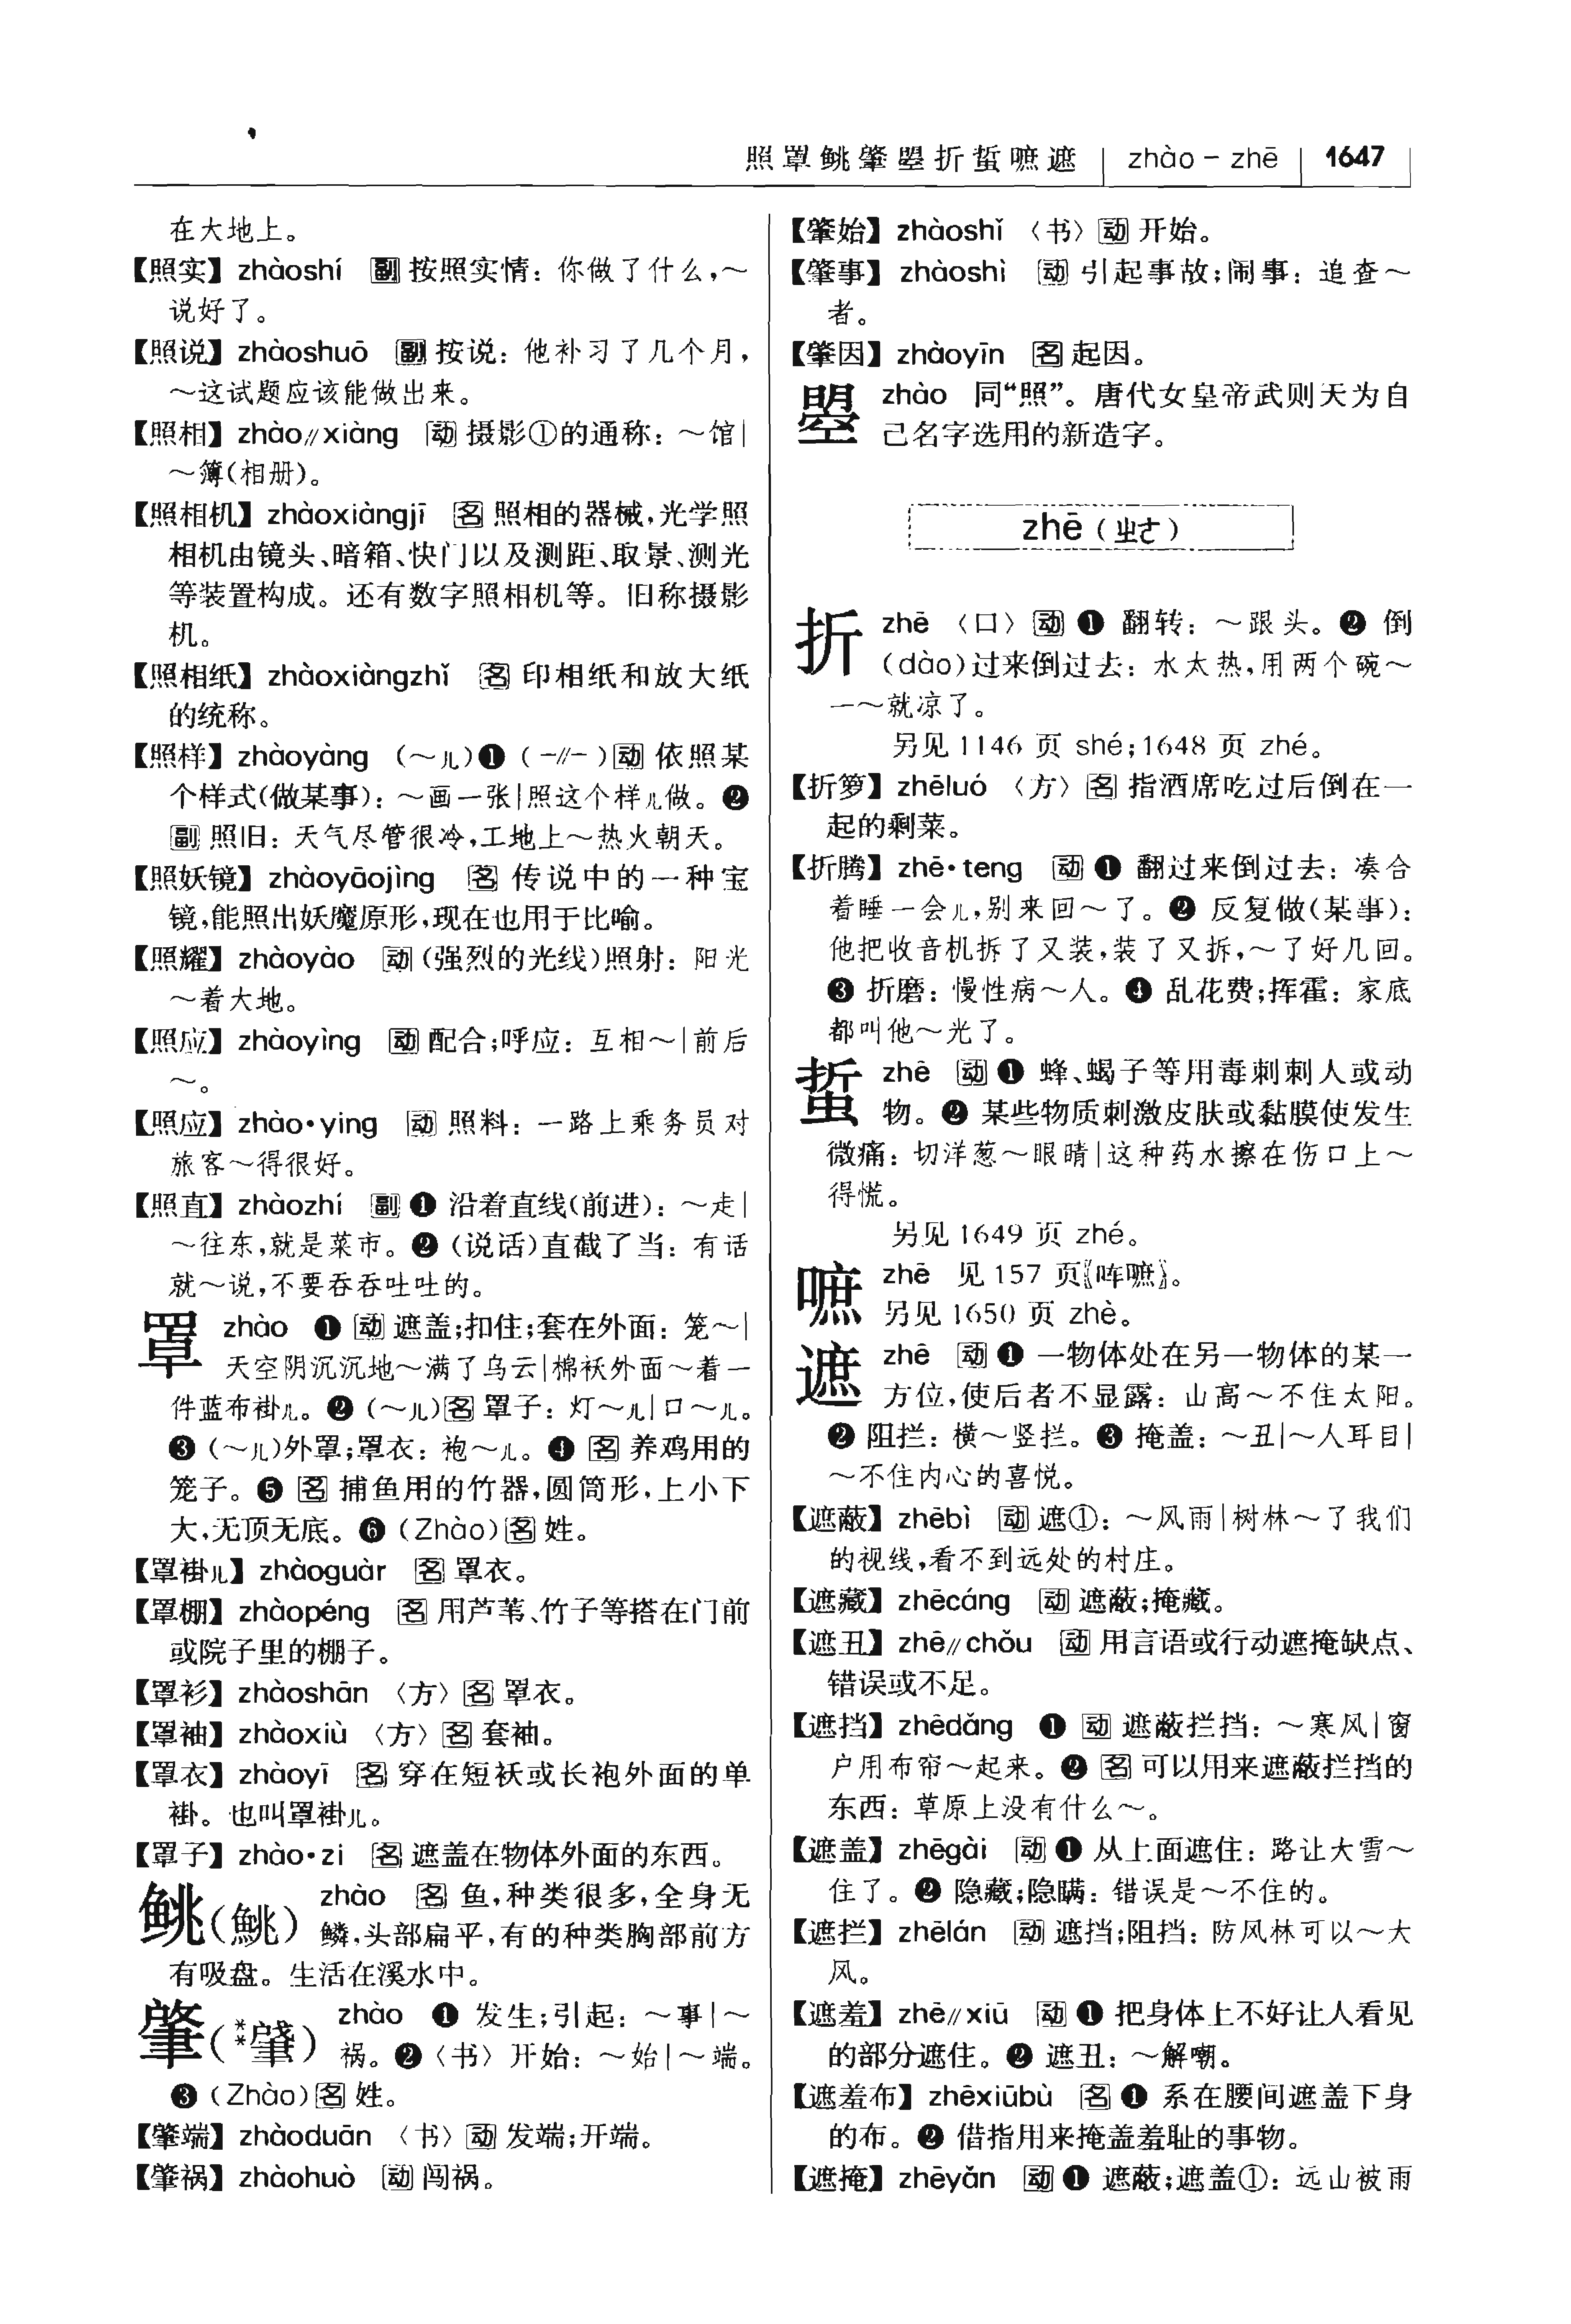 照罩𬶐肇曌折蜇嗻遮 zhào－zhē 1647
在大地上。
【照实】zhàoshí 副 按照实情：你做了什么，～
说好了。
【照说】zhàoshuō 副 按说：他补习了几个月，
～这试题应该能做出来。
【照相】zhào∥xiàng 动 摄影①的通称：～馆|
～簿(相册)。
【照相机】zhàoxiàngjī 名 照相的器械，光学照
相机由镜头、暗箱、快门以及测距、取景、测光
等装置构成。还有数字照相机等。旧称摄影
机。
【照相纸】zhàoxiàngzhǐ 名 印相纸和放大纸
的统称。
【照样】zhàoyàng (～儿)❶(-∥-)动 依照某
个样式(做某事)：～画一张|照这个样儿做。❷
副 照旧：天气尽管很冷，工地上～热火朝天。
【照妖镜】zhàoyāojìng 名 传说中的一种宝
镜，能照出妖魔原形，现在也用于比喻。
【照耀】zhàoyào 动 (强烈的光线)照射：阳光
～着大地。
【照应】zhàoyìng 动 配合；呼应：互相～|前后
～。
【照应】zhào•ying 动 照料：一路上乘务员对
旅客～得很好。
【照直】zhàozhí 副 ❶ 沿着直线(前进)：～走|
～往东，就是菜市。❷(说话)直截了当：有话
就～说，不要吞吞吐吐的。
罩 zhào ❶ 动 遮盖；扣住；套在外面：笼～|
天空阴沉沉地～满了乌云|棉袄外面～着一
件蓝布褂儿。❷(～儿)名 罩子：灯～儿|口～儿。
❸(～儿)外罩；罩衣：袍～儿。❹ 名 养鸡用的
笼子。❺ 名 捕鱼用的竹器，圆筒形，上小下
大，无顶无底。❻(Zhào)名 姓。
【罩褂儿】zhàoguàr 名 罩衣。
【罩棚】zhàopéng 名 用芦苇、竹子等搭在门前
或院子里的棚子。
【罩衫】zhàoshān 〈方〉名 罩衣。
【罩袖】zhàoxiù 〈方〉名 套袖。
【罩衣】zhàoyī 名 穿在短袄或长袍外面的单
褂。也叫罩褂儿。
【罩子】zhào•zi 名 遮盖在物体外面的东西。
𬶐(鮡) zhào 名 鱼，种类很多，全身无
鳞，头部扁平，有的种类胸部前方
有吸盘。生活在溪水中。
肇(**肈) zhào ❶ 发生；引起：～事|～
祸。❷〈书〉开始：～始|～端。
❸(Zhào)名 姓。
【肇端】zhàoduān 〈书〉动 发端；开端。
【肇祸】zhàohuò 动 闯祸。
【肇始】zhàoshǐ 〈书〉动 开始。
【肇事】zhàoshì 动 引起事故；闹事：追查～
者。
【肇因】zhàoyīn 名 起因。
曌 zhào 同“照”。唐代女皇帝武则天为自
己名字选用的新造字。
zhē（ㄓㄜ）
折 zhē 〈口〉动 ❶ 翻转：～跟头。❷ 倒
(dào)过来倒过去：水太热，用两个碗～
一～就凉了。
另见 1146 页 shé；1648 页 zhé。
【折箩】zhēluó 〈方〉名 指酒席吃过后倒在一
起的剩菜。
【折腾】zhē•teng 动 ❶ 翻过来倒过去：凑合
着睡一会儿，别来回～了。❷ 反复做(某事)：
他把收音机拆了又装，装了又拆，～了好几回。
❸ 折磨：慢性病～人。❹ 乱花费；挥霍：家底
都叫他～光了。
蜇 zhē 动 ❶ 蜂、蝎子等用毒刺刺人或动
物。❷ 某些物质刺激皮肤或黏膜使发生
微痛：切洋葱～眼睛|这种药水擦在伤口上～
得慌。
另见 1649 页 zhé。
嗻 zhē 见 157 页〖唓嗻〗。
另见 1650 页 zhè。
遮 zhē 动 ❶ 一物体处在另一物体的某一
方位，使后者不显露：山高～不住太阳。
❷ 阻拦：横～竖拦。❸ 掩盖：～丑|～人耳目|
～不住内心的喜悦。
【遮蔽】zhēbì 动 遮①：～风雨|树林～了我们
的视线，看不到远处的村庄。
【遮藏】zhēcáng 动 遮蔽；掩藏。
【遮丑】zhē∥chǒu 动 用言语或行动遮掩缺点、
错误或不足。
【遮挡】zhēdǎng ❶ 动 遮蔽拦挡：～寒风|窗
户用布帘～起来。❷ 名 可以用来遮蔽拦挡的
东西：草原上没有什么～。
【遮盖】zhēgài 动 ❶ 从上面遮住：路让大雪～
住了。❷ 隐藏；隐瞒：错误是～不住的。
【遮拦】zhēlán 动 遮挡；阻挡：防风林可以～大
风。
【遮羞】zhē∥xiū 动 ❶ 把身体上不好让人看见
的部分遮住。❷ 遮丑：～解嘲。
【遮羞布】zhēxiūbù 名 ❶ 系在腰间遮盖下身
的布。❷ 借指用来掩盖羞耻的事物。
【遮掩】zhēyǎn 动 ❶ 遮蔽；遮盖①：远山被雨